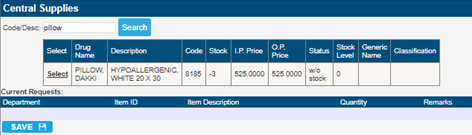 Central Supplies
Code/Desc: pillow Search
Select Drug Name Description Code Stock I.P. Price O.P. Price Status Stock Level Generic Name Classification
Select PILLOW, DAKKI HYPOALLERGENIC, WHITE 20 X 30 8185 -3 525.0000 525.0000 w/o stock 0
Current Requests:
Department Item ID Item Description Quantity Remarks
SAVE